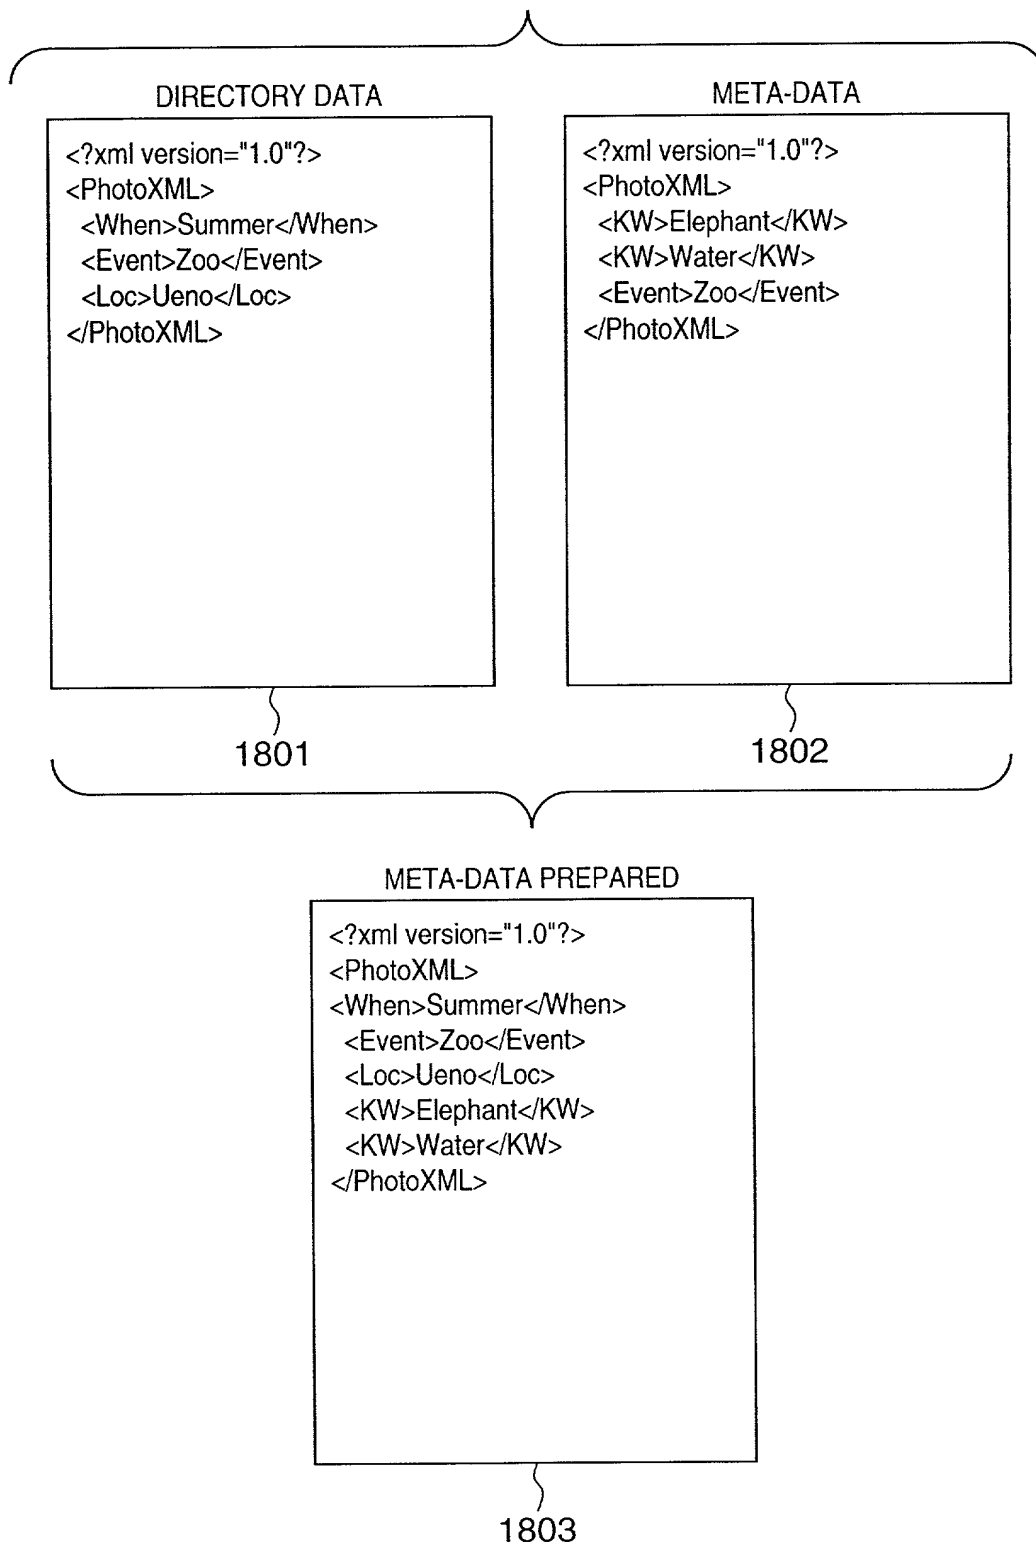 DIRECTORY DATA
<?xml version="1.0"?>
<PhotoXML>
<When>Summer</When>
<Event>Zoo</Event>
<Loc>Ueno</Loc>
</PhotoXML>
1801
META-DATA
<?xml version="1.0"?>
<PhotoXML>
<KW>Elephant</KW>
<KW>Water</KW>
<Event>Zoo</Event>
</PhotoXML>
1802
META-DATA PREPARED
<?xml version="1.0"?>
<PhotoXML>
<When>Summer</When>
<Event>Zoo</Event>
<Loc>Ueno</Loc>
<KW>Elephant</KW>
<KW>Water</KW>
</PhotoXML>
1803